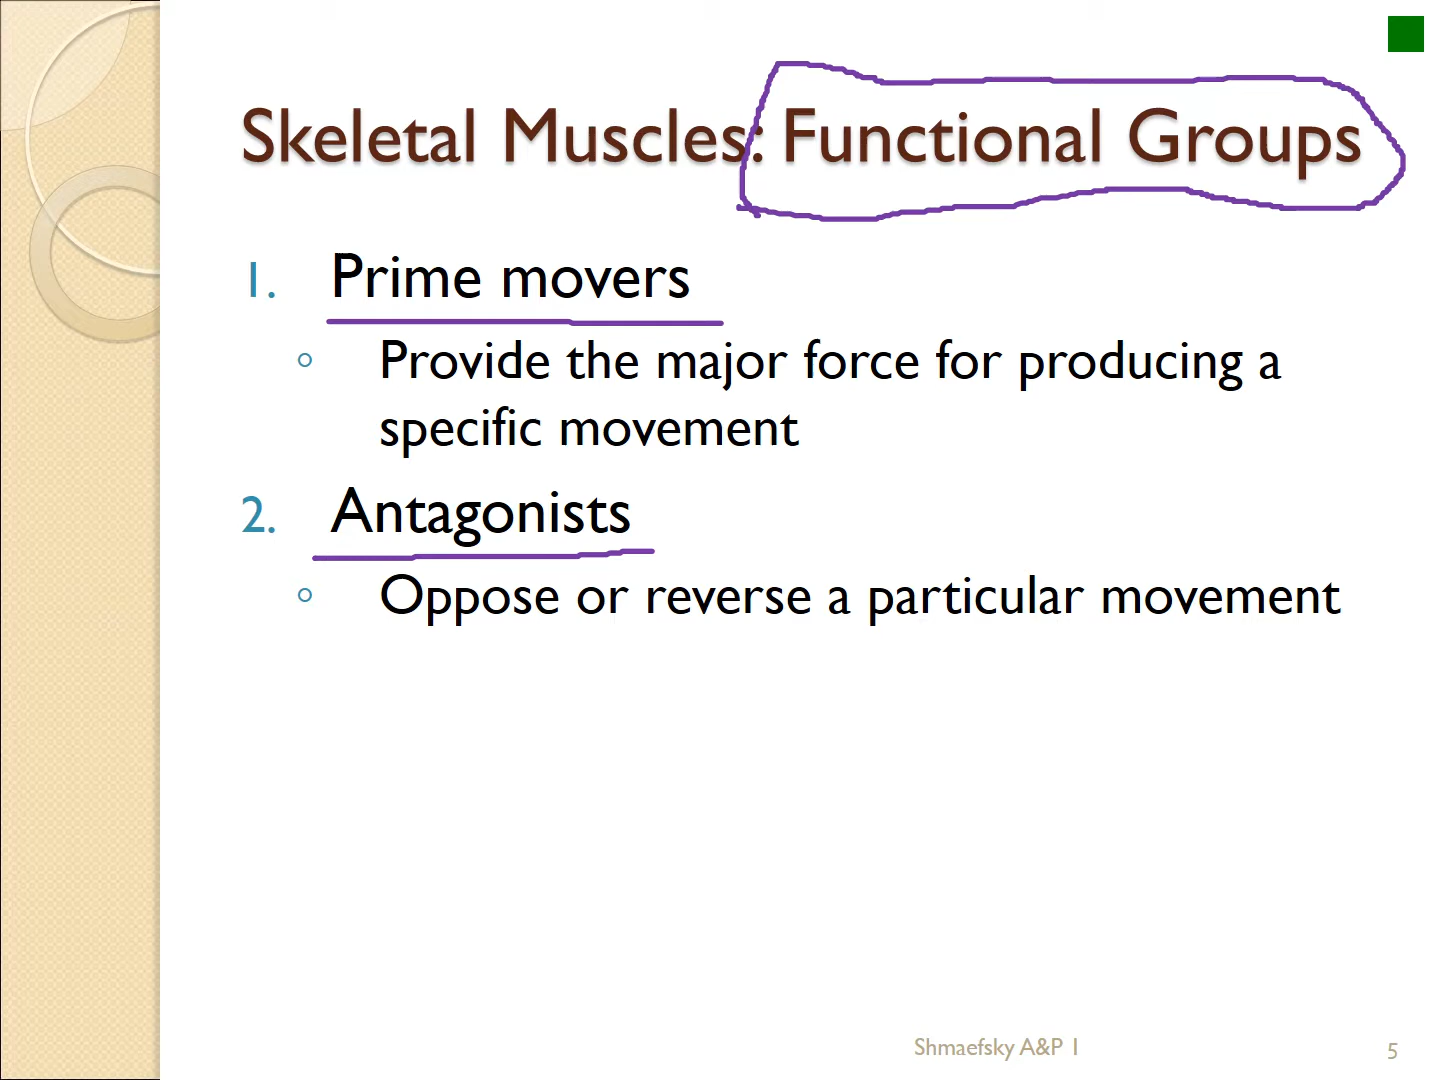 Skeletal Muscles: Functional Groups
1. Prime movers
◦ Provide the major force for producing a
specific movement
2. Antagonists
◦ Oppose or reverse a particular movement
Shmaefsky A&P 1
5